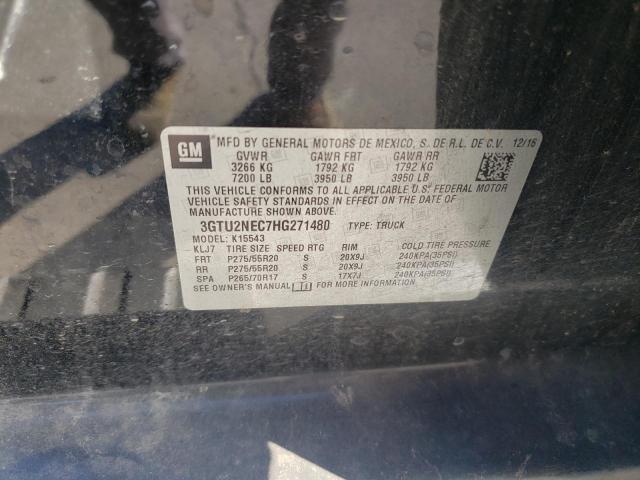 GM MFD BY GENERAL MOTORS DE MEXICO, S. DE R.L. DE C.V. 12/16
GVWR GAWR FRT GAWR RR
3266 KG 1792 KG 1792 KG
7200 LB 3950 LB 3950 LB
THIS VEHICLE CONFORMS TO ALL APPLICABLE U.S. FEDERAL MOTOR
VEHICLE SAFETY STANDARDS IN EFFECT ON THE DATE OF
MANUFACTURE SHOWN ABOVE.
3GTU2NEC7HG271480 TYPE: TRUCK
MODEL: K15543
KLJ7 TIRE SIZE SPEED RTG RIM COLD TIRE PRESSURE
FRT P275/55R20 S 20X9J 240KPA(35PSI)
RR P275/55R20 S 20X9J 240KPA(35PSI)
SPA P265/70R17 S 17X7J 240KPA(35PSI)
SEE OWNER'S MANUAL FOR MORE INFORMATION.